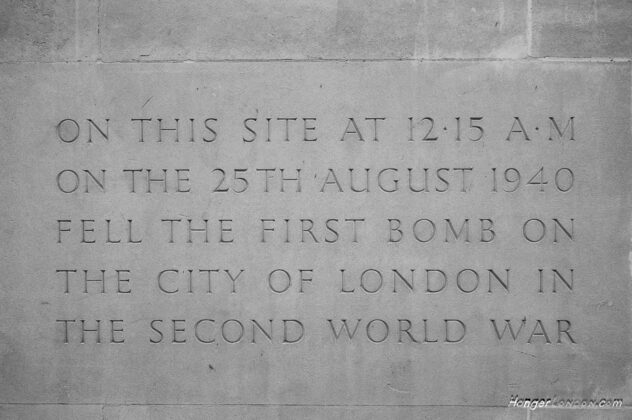 ON THIS SITE AT 12·15 A·M
ON THE 25TH AUGUST 1940
FELL THE FIRST BOMB ON
THE CITY OF LONDON IN
THE SECOND WORLD WAR
HangerLondon.com